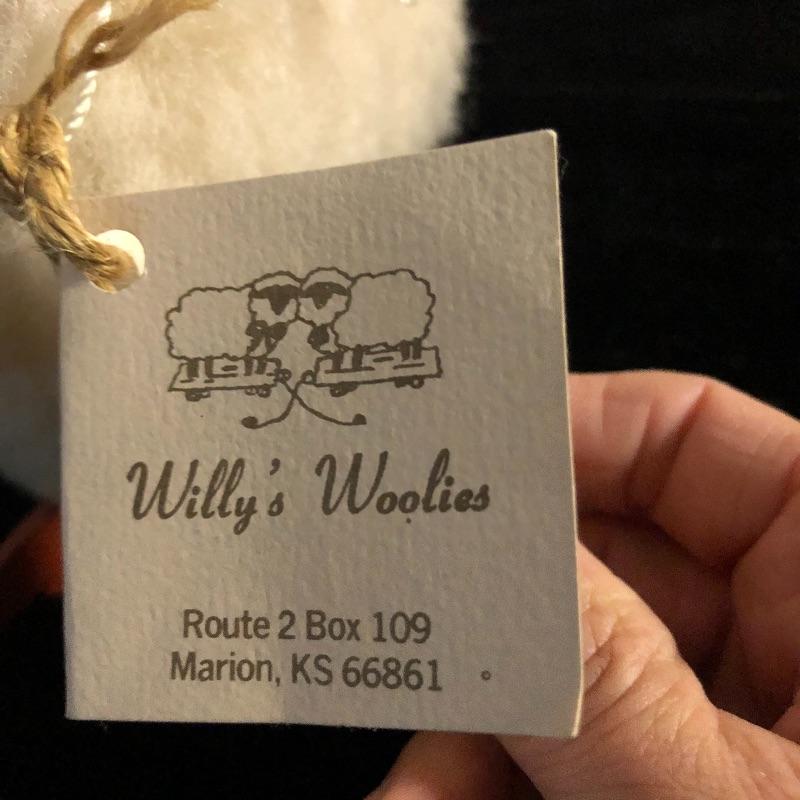 Willy's Woolies
Route 2 Box 109
Marion, KS 66861